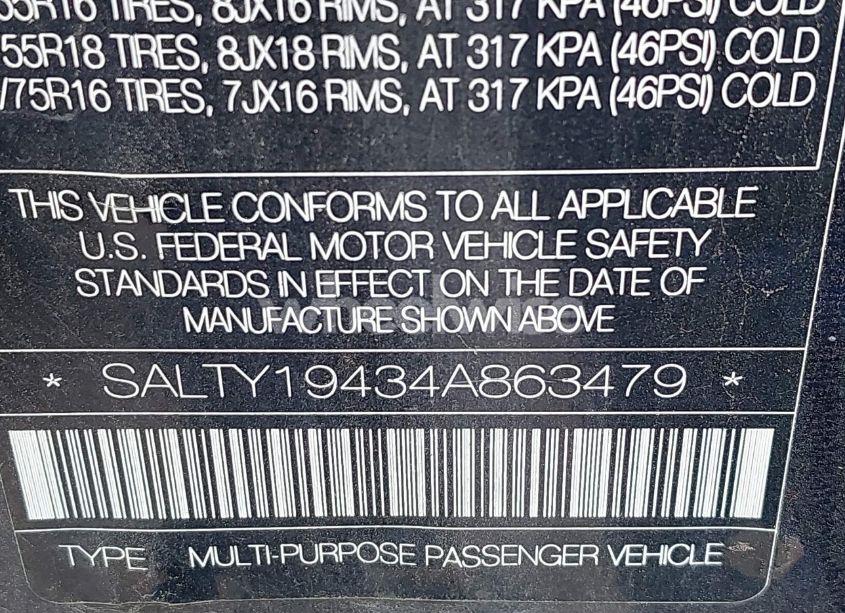 55R16 TIRES, 8JX16 RIMS, AT 317 KPA (46PSI) COLD
55R18 TIRES, 8JX18 RIMS, AT 317 KPA (46PSI) COLD
/75R16 TIRES, 7JX16 RIMS, AT 317 KPA (46PSI) COLD
THIS VEHICLE CONFORMS TO ALL APPLICABLE
U.S. FEDERAL MOTOR VEHICLE SAFETY
STANDARDS IN EFFECT ON THE DATE OF
MANUFACTURE SHOWN ABOVE
* SALTY19434A863479 *
TYPE MULTI-PURPOSE PASSENGER VEHICLE